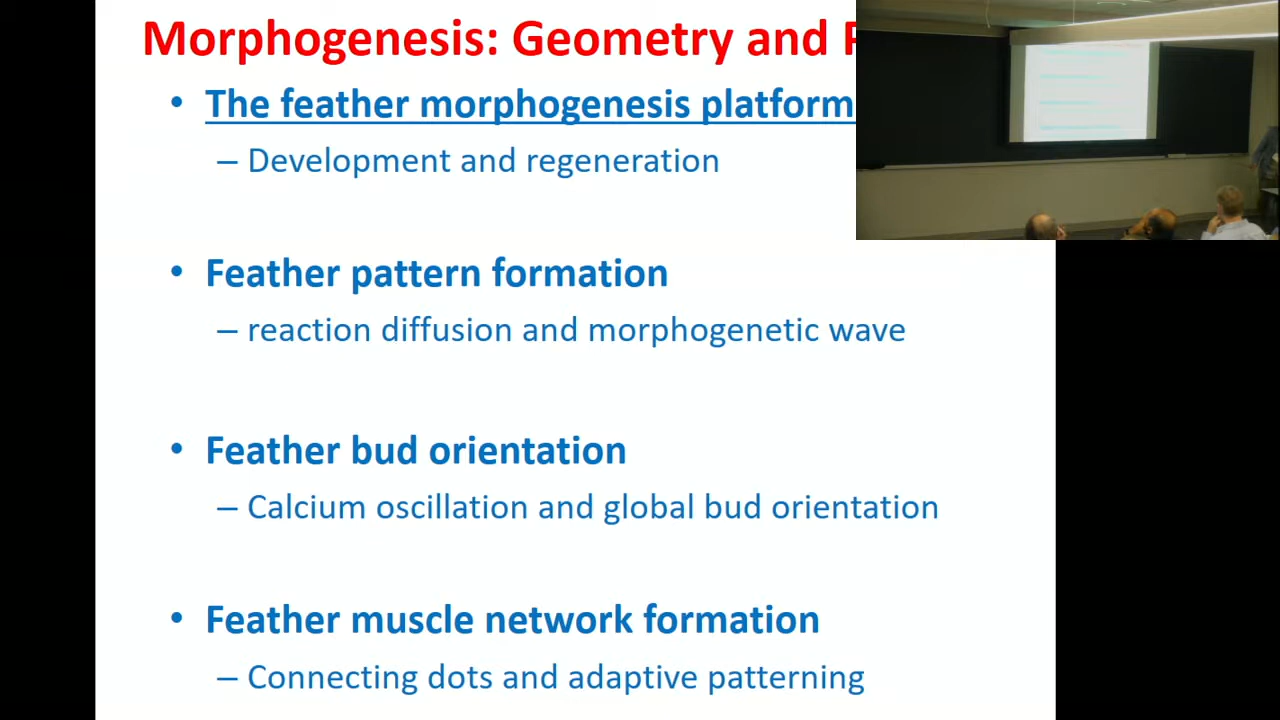 Morphogenesis: Geometry and
• The feather morphogenesis platform
– Development and regeneration
• Feather pattern formation
– reaction diffusion and morphogenetic wave
• Feather bud orientation
– Calcium oscillation and global bud orientation
• Feather muscle network formation
– Connecting dots and adaptive patterning